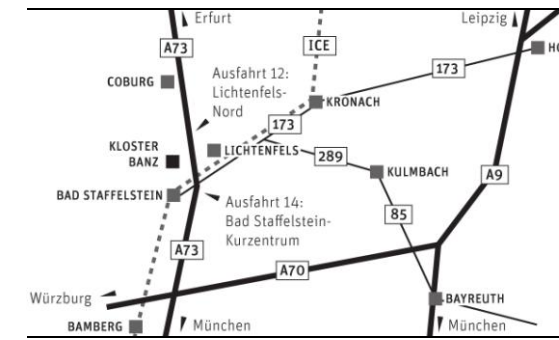 Erfurt
Leipzig
A73
ICE
HO
173
COBURG
Ausfahrt 12:
Lichtenfels-
Nord
KRONACH
173
KLOSTER
BANZ
LICHTENFELS
289
KULMBACH
A9
BAD STAFFELSTEIN
Ausfahrt 14:
Bad Staffelstein-
Kurzentrum
85
A73
A70
Würzburg
BAYREUTH
BAMBERG
München
München